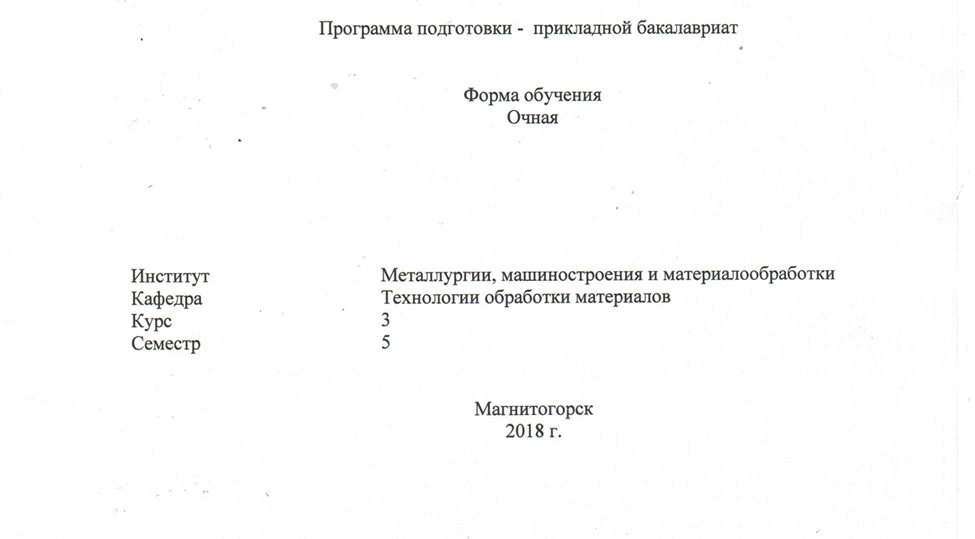 Программа подготовки - прикладной бакалавриат
Форма обучения
Очная
Институт Металлургии, машиностроения и материалообработки
Кафедра Технологии обработки материалов
Курс 3
Семестр 5
Магнитогорск
2018 г.